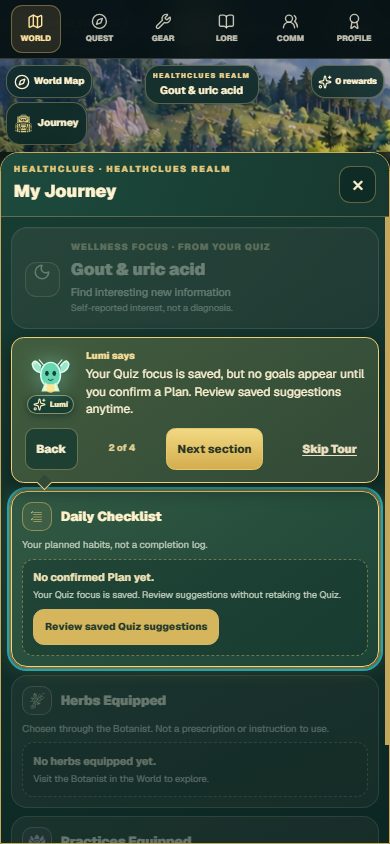 WORLD
QUEST
GEAR
LORE
COMM
PROFILE
World Map
HEALTHCLUES REALM
Gout & uric acid
0 rewards
Journey
HEALTHCLUES · HEALTHCLUES REALM
My Journey
WELLNESS FOCUS · FROM YOUR QUIZ
Gout & uric acid
Find interesting new information
Self-reported interest, not a diagnosis.
Lumi says
Your Quiz focus is saved, but no goals appear until
you confirm a Plan. Review saved suggestions
anytime.
Lumi
Back
2 of 4
Next section
Skip Tour
Daily Checklist
Your planned habits, not a completion log.
No confirmed Plan yet.
Your Quiz focus is saved. Review suggestions without retaking the Quiz.
Review saved Quiz suggestions
Herbs Equipped
Chosen through the Botanist. Not a prescription or instruction to use.
No herbs equipped yet.
Visit the Botanist in the World to explore.
Practices Equipped